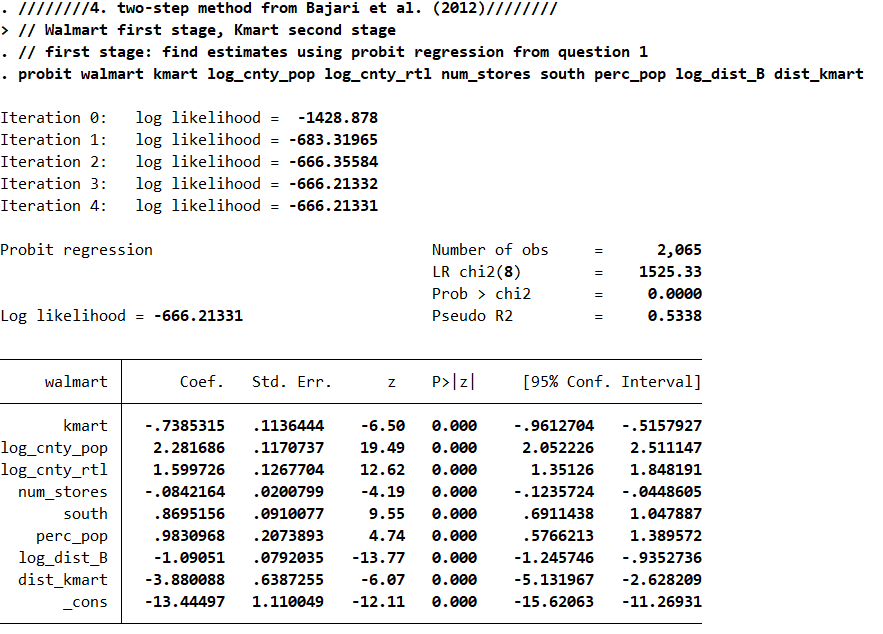 . ////////4. two-step method from Bajari et al. (2012)////////
> // Walmart first stage, Kmart second stage
. // first stage: find estimates using probit regression from question 1
. probit walmart kmart log_cnty_pop log_cnty_rtl num_stores south perc_pop log_dist_B dist_kmart
Iteration 0:   log likelihood =  -1428.878
Iteration 1:   log likelihood = -683.31965
Iteration 2:   log likelihood = -666.35584
Iteration 3:   log likelihood = -666.21332
Iteration 4:   log likelihood = -666.21331
Probit regression                               Number of obs     =      2,065
                                                LR chi2(8)        =    1525.33
                                                Prob > chi2       =     0.0000
Log likelihood = -666.21331                     Pseudo R2         =     0.5338
     walmart |      Coef.   Std. Err.      z    P>|z|     [95% Conf. Interval]
       kmart |  -.7385315   .1136444    -6.50   0.000    -.9612704   -.5157927
log_cnty_pop |   2.281686   .1170737    19.49   0.000     2.052226    2.511147
log_cnty_rtl |   1.599726   .1267704    12.62   0.000      1.35126    1.848191
  num_stores |  -.0842164   .0200799    -4.19   0.000    -.1235724   -.0448605
       south |   .8695156   .0910077     9.55   0.000     .6911438    1.047887
    perc_pop |   .9830968   .2073893     4.74   0.000     .5766213    1.389572
  log_dist_B |   -1.09051   .0792035   -13.77   0.000    -1.245746   -.9352736
  dist_kmart |  -3.880088   .6387255    -6.07   0.000    -5.131967   -2.628209
       _cons |  -13.44497   1.110049   -12.11   0.000    -15.62063   -11.26931